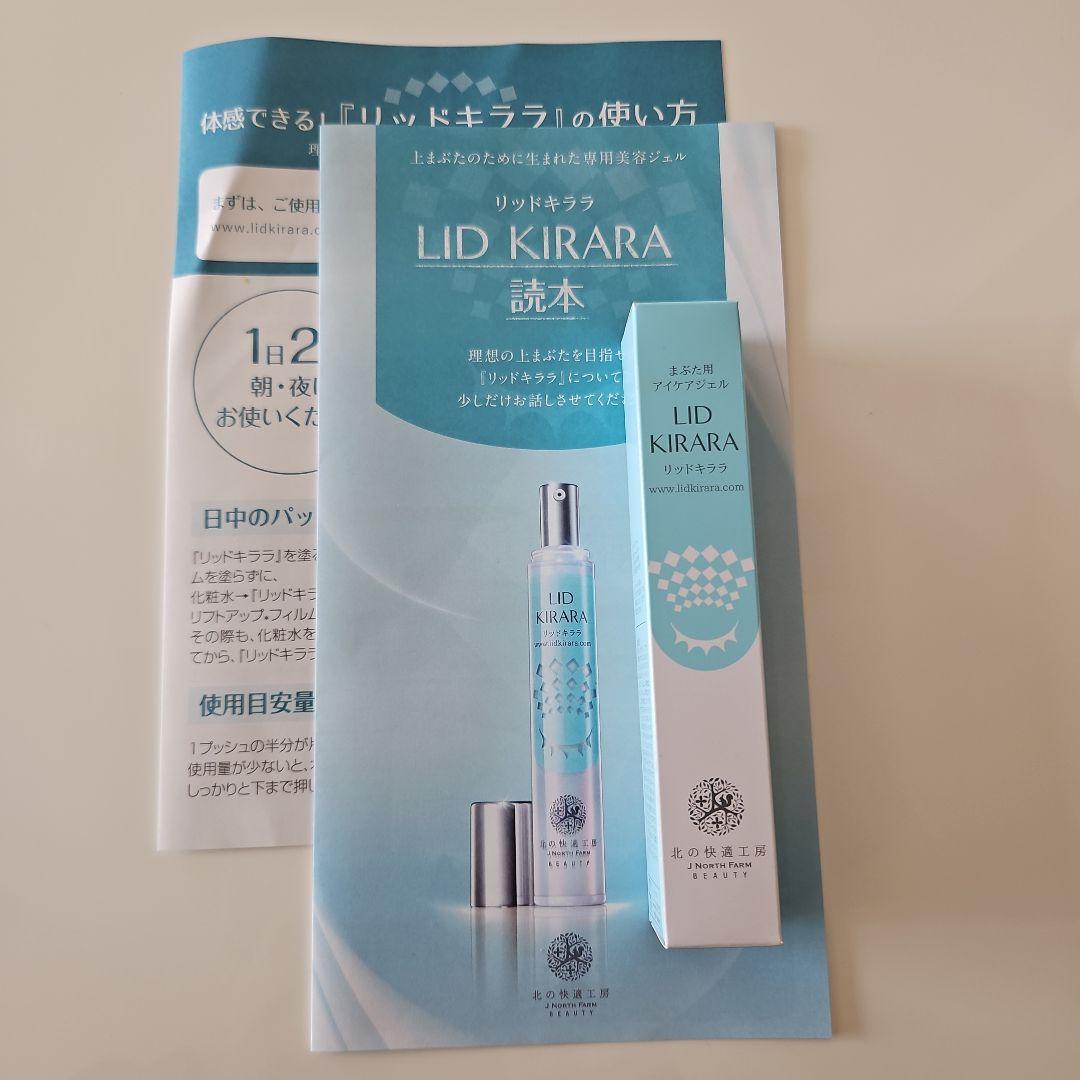 体感できる!『リッドキララ』の使い方
理
まずは、ご使用
www.lidkirara.c
1日2
朝・夜
お使いくだ
日中のパッ
『リッドキララ』を塗
ムを塗らずに、
化粧水→『リッドキラ
リフトアップ・フィルム
その際も、化粧水を
てから、『リッドキララ
使用目安量
1プッシュの半分が
使用量が少ないと、
しっかりと下まで押し
上まぶたのために生まれた専用美容ジェル
リッドキララ
LID KIRARA
読本
理想の上まぶたを目指せ
『リッドキララ』について
少しだけお話しさせてくだ
LID
KIRARA
リッドキララ
www.lidkirara.com
北の快適工房
J NORTH FARM
BEAUTY
北の快適工房
J NORTH FARM
BEAUTY
まぶた用
アイケアジェル
LID
KIRARA
リッドキララ
www.lidkirara.com
北の快適工房
J NORTH FARM
BEAUTY